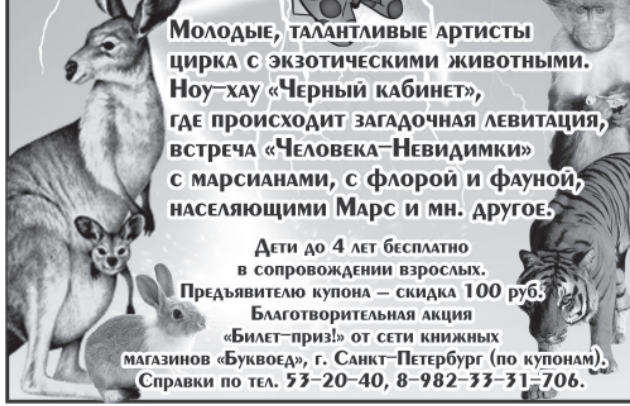 Молодые, талантливые артисты
цирка с экзотическими животными.
Ноу-хау «Черный кабинет»,
где происходит загадочная левитация,
встреча «Человека-Невидимки»
с марсианами, с флорой и фауной,
населяющими Марс и мн. другое.
Дети до 4 лет бесплатно
в сопровождении взрослых.
Предъявителю купона – скидка 100 руб.
Благотворительная акция
«Билет-приз!» от сети книжных
магазинов «Буквоед», г. Санкт-Петербург (по купонам).
Справки по тел. 53-20-40, 8-982-33-31-706.